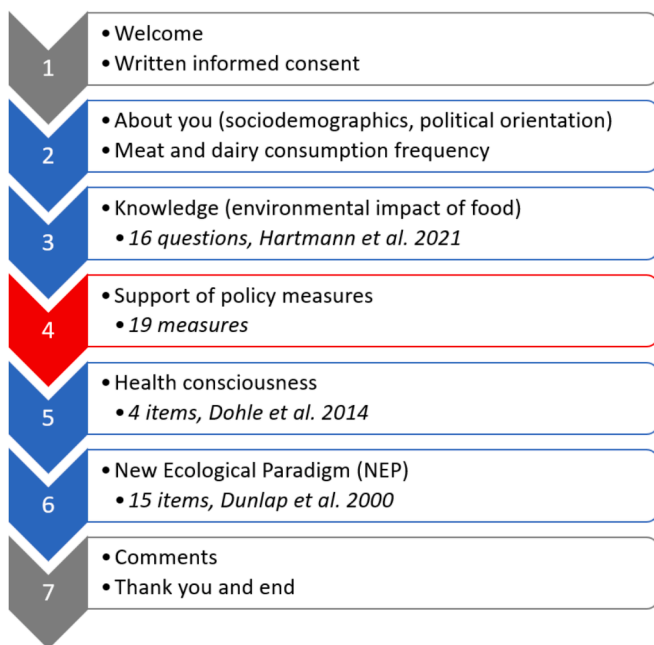 1
• Welcome
• Written informed consent
2
• About you (sociodemographics, political orientation)
• Meat and dairy consumption frequency
3
• Knowledge (environmental impact of food)
• 16 questions, Hartmann et al. 2021
4
• Support of policy measures
• 19 measures
5
• Health consciousness
• 4 items, Dohle et al. 2014
6
• New Ecological Paradigm (NEP)
• 15 items, Dunlap et al. 2000
7
• Comments
• Thank you and end